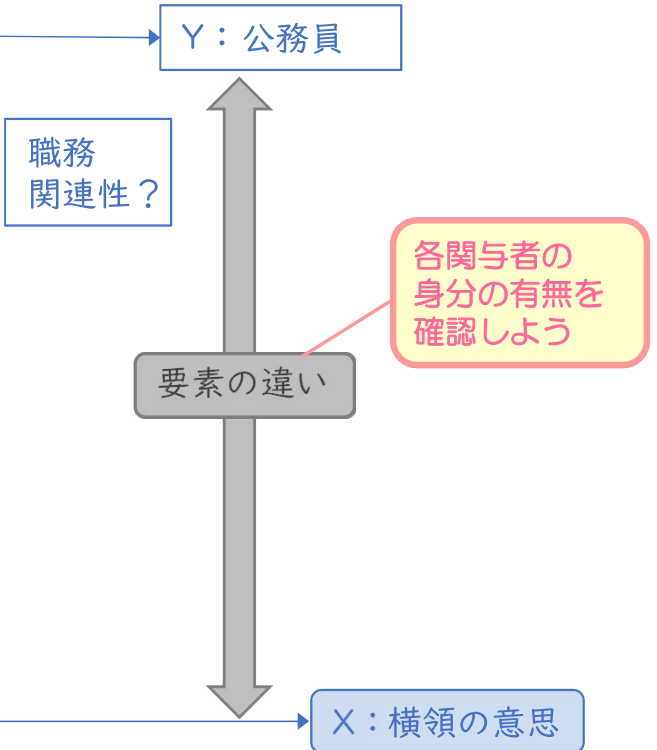 Y：公務員
職務
関連性？
各関与者の
身分の有無を
確認しよう
要素の違い
X：横領の意思